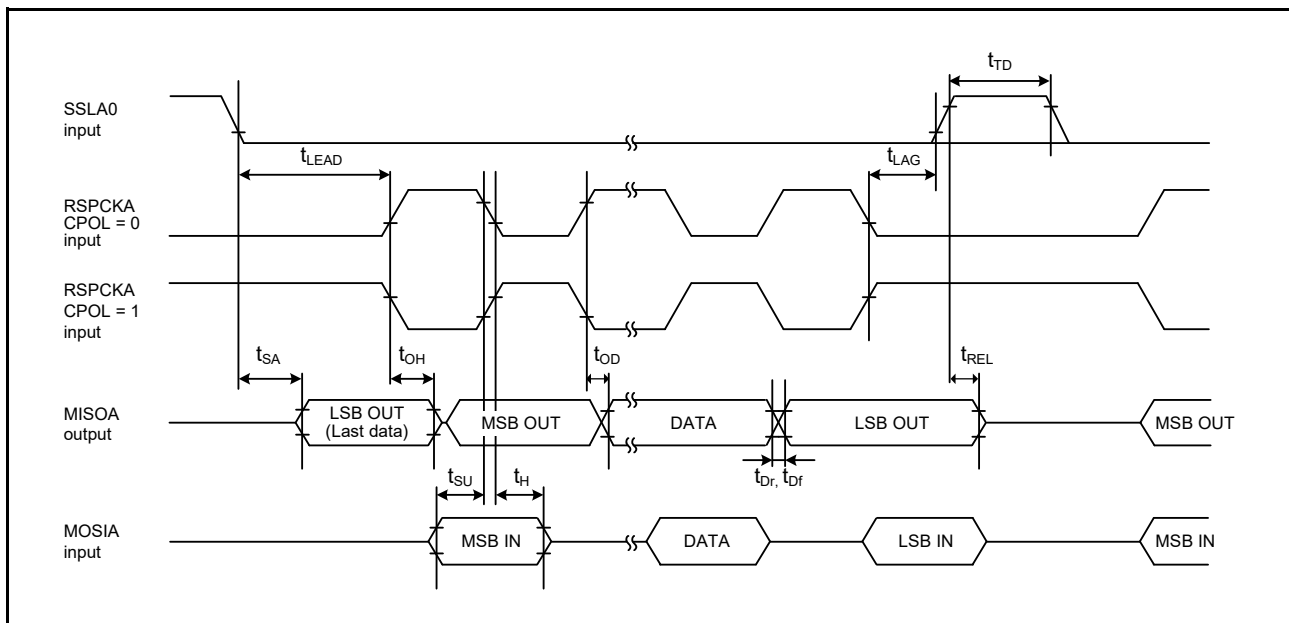 tTD
SSLA0
input
tLEAD
tLAG
RSPCKA
CPOL = 0
input
RSPCKA
CPOL = 1
input
tSA
tOH
tOD
tREL
MISOA
output
LSB OUT
(Last data)
MSB OUT
DATA
LSB OUT
MSB OUT
tSU
tH
tDr, tDf
MOSIA
input
MSB IN
DATA
LSB IN
MSB IN